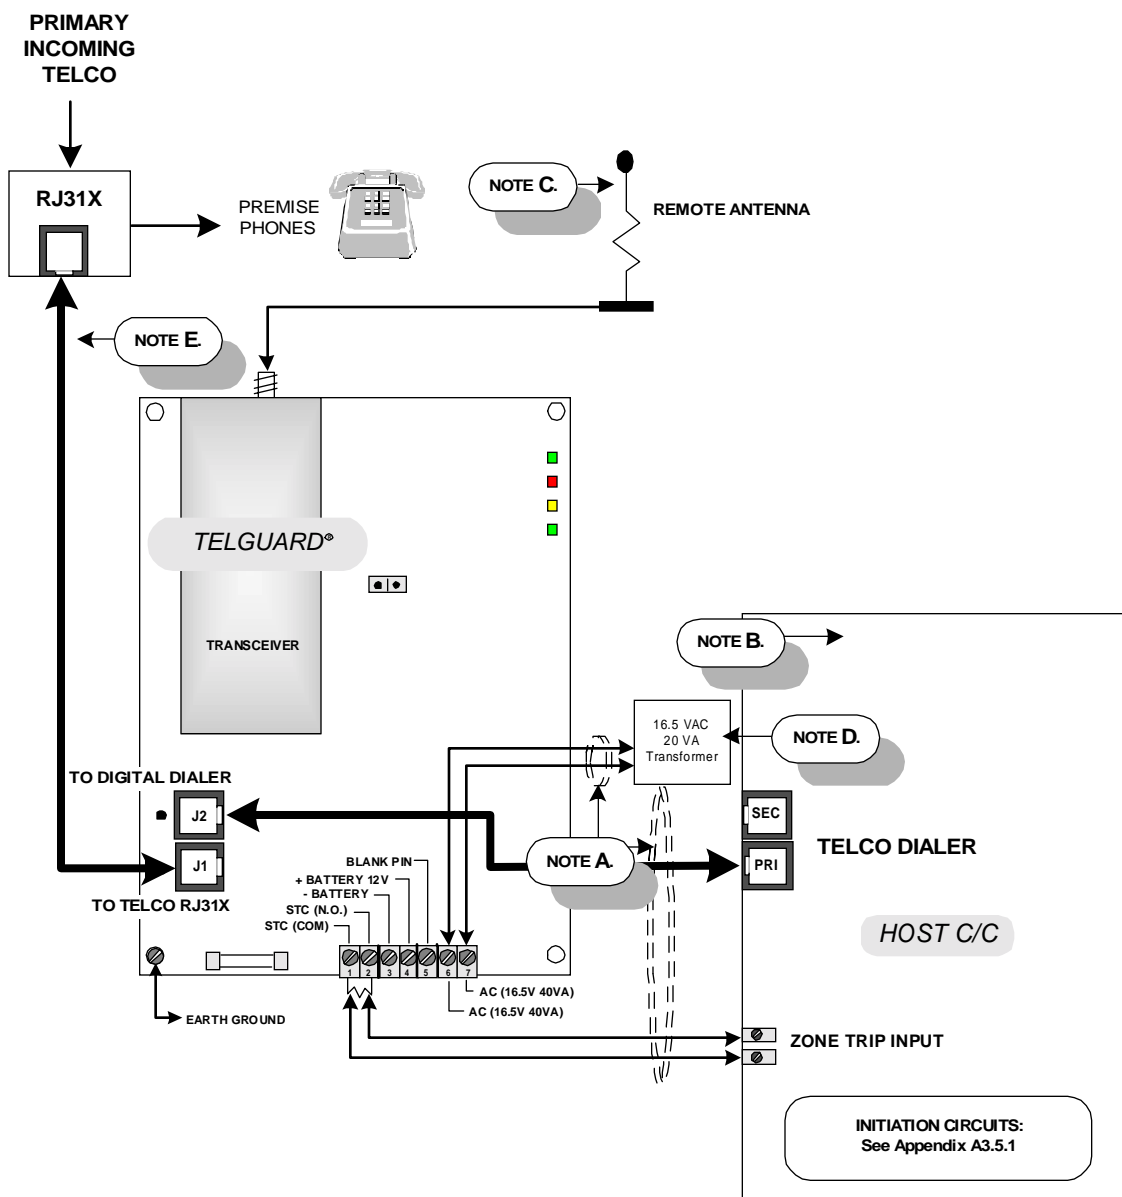 PRIMARY
INCOMING
TELCO
RJ31X
PREMISE
PHONES
NOTE C.
REMOTE ANTENNA
NOTE E.
TELGUARD®
TRANSCEIVER
NOTE B.
16.5 VAC
20 VA
Transformer
NOTE D.
TO DIGITAL DIALER
J2
J1
TO TELCO RJ31X
SEC
PRI
TELCO DIALER
NOTE A.
BLANK PIN
+ BATTERY 12V
- BATTERY
STC (N.O.)
STC (COM)
HOST C/C
1 2 3 4 5 6 7
AC (16.5V 40VA)
AC (16.5V 40VA)
EARTH GROUND
ZONE TRIP INPUT
INITIATION CIRCUITS:
See Appendix A3.5.1